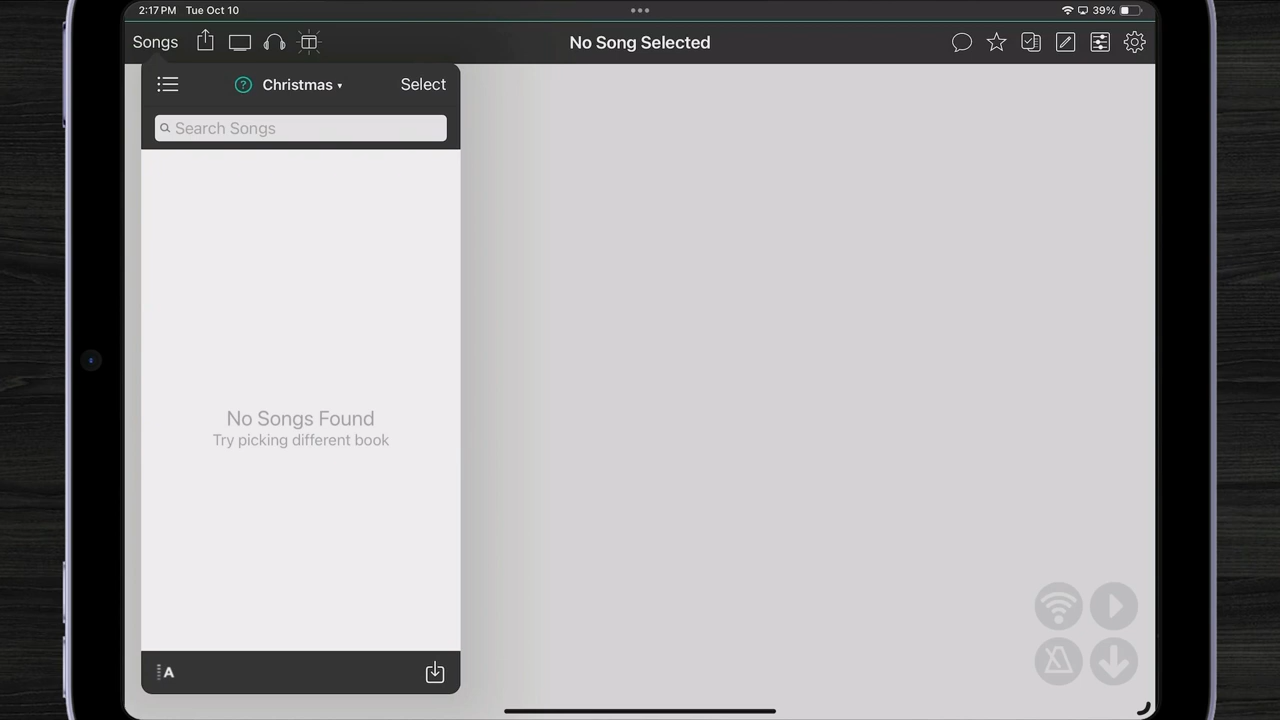 2:17 PM Tue Oct 10
39%
Songs
No Song Selected
Christmas ▾
Select
Search Songs
No Songs Found
Try picking different book
A